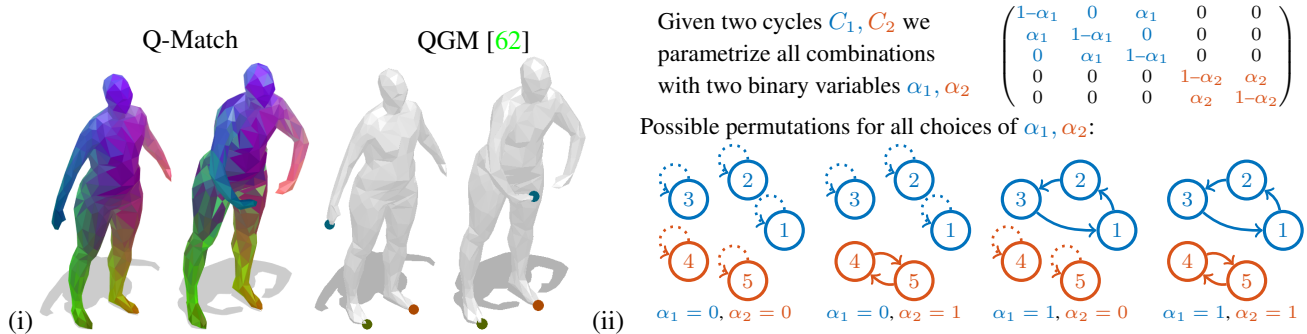 Q-Match
QGM [62]
(i)
(ii)
Given two cycles C₁, C₂ we
parametrize all combinations
with two binary variables α₁, α₂
1–α₁ 0 α₁ 0 0
α₁ 1–α₁ 0 0 0
0 α₁ 1–α₁ 0 0
0 0 0 1–α₂ α₂
0 0 0 α₂ 1–α₂
Possible permutations for all choices of α₁, α₂:
3 2 1 4 5
3 2 1 4 5
3 2 1 4 5
3 2 1 4 5
α₁ = 0, α₂ = 0
α₁ = 0, α₂ = 1
α₁ = 1, α₂ = 0
α₁ = 1, α₂ = 1